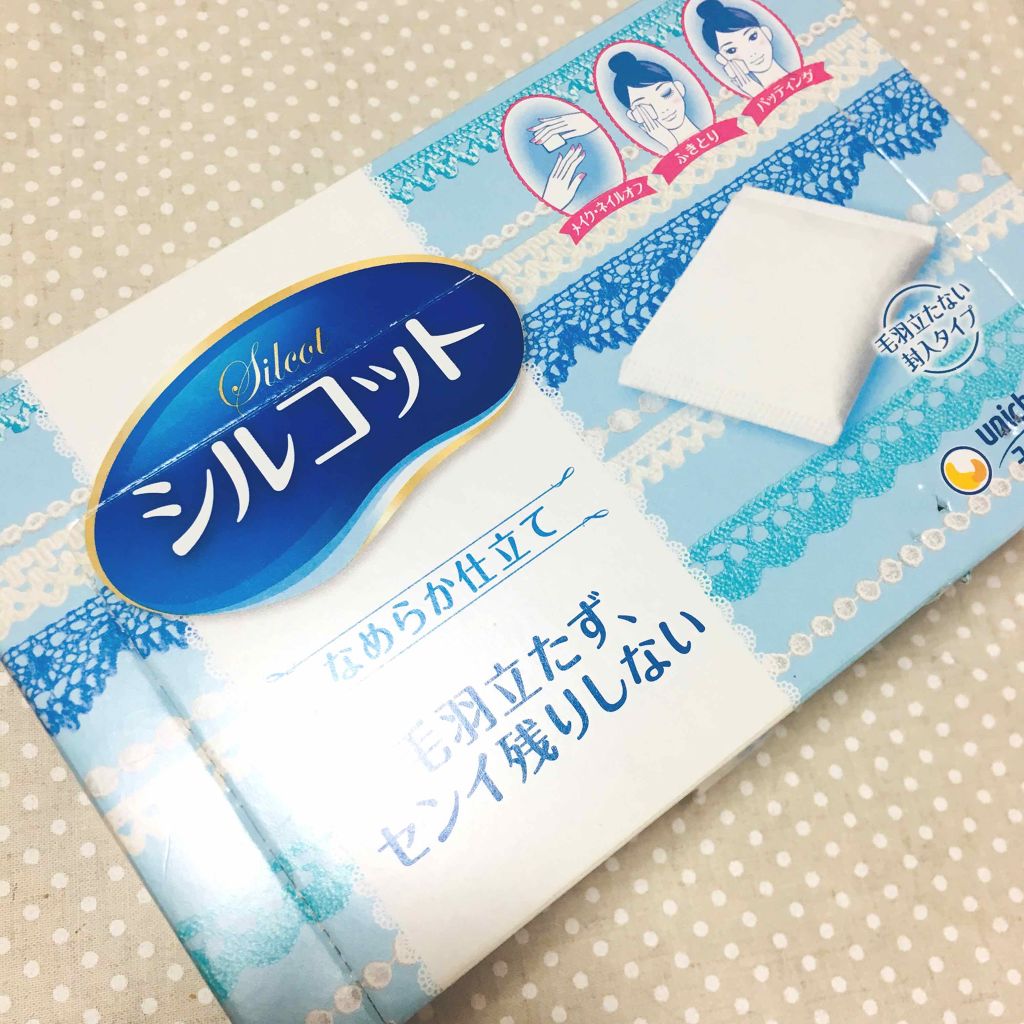 メイク・ネイルオフ
ふきとり
パッティング
Silcot
シルコット
毛羽立たない
封入タイプ
なめらか仕立て
毛羽立たず、
センイ残りしない